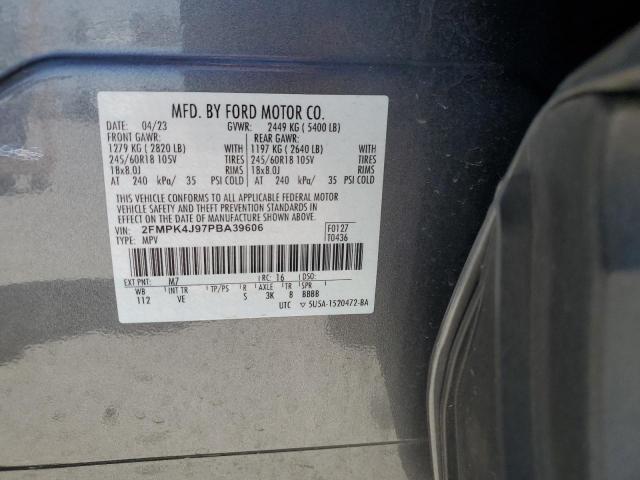 MFD. BY FORD MOTOR CO.
DATE: 04/23 GVWR: 2449 KG ( 5400 LB)
FRONT GAWR: REAR GAWR:
1279 KG ( 2820 LB) WITH 1197 KG ( 2640 LB) WITH
245/60R18 105V TIRES 245/60R18 105V TIRES
18x8.0J RIMS 18x8.0J RIMS
AT 240 kPa/ 35 PSI COLD AT 240 kPa/ 35 PSI COLD
THIS VEHICLE CONFORMS TO ALL APPLICABLE FEDERAL MOTOR
VEHICLE SAFETY AND THEFT PREVENTION STANDARDS IN
EFFECT ON THE DATE OF MANUFACTURE SHOWN ABOVE.
VIN: 2FMPK4J97PBA39606 F0127
TYPE: MPV T0436
EXT PNT: M7 RC: 16 DSO:
WB INT TR TP/PS R AXLE TR SPR
112 VE S 3K 8 BBBB
UTC ▽ 5U5A-1520472-BA